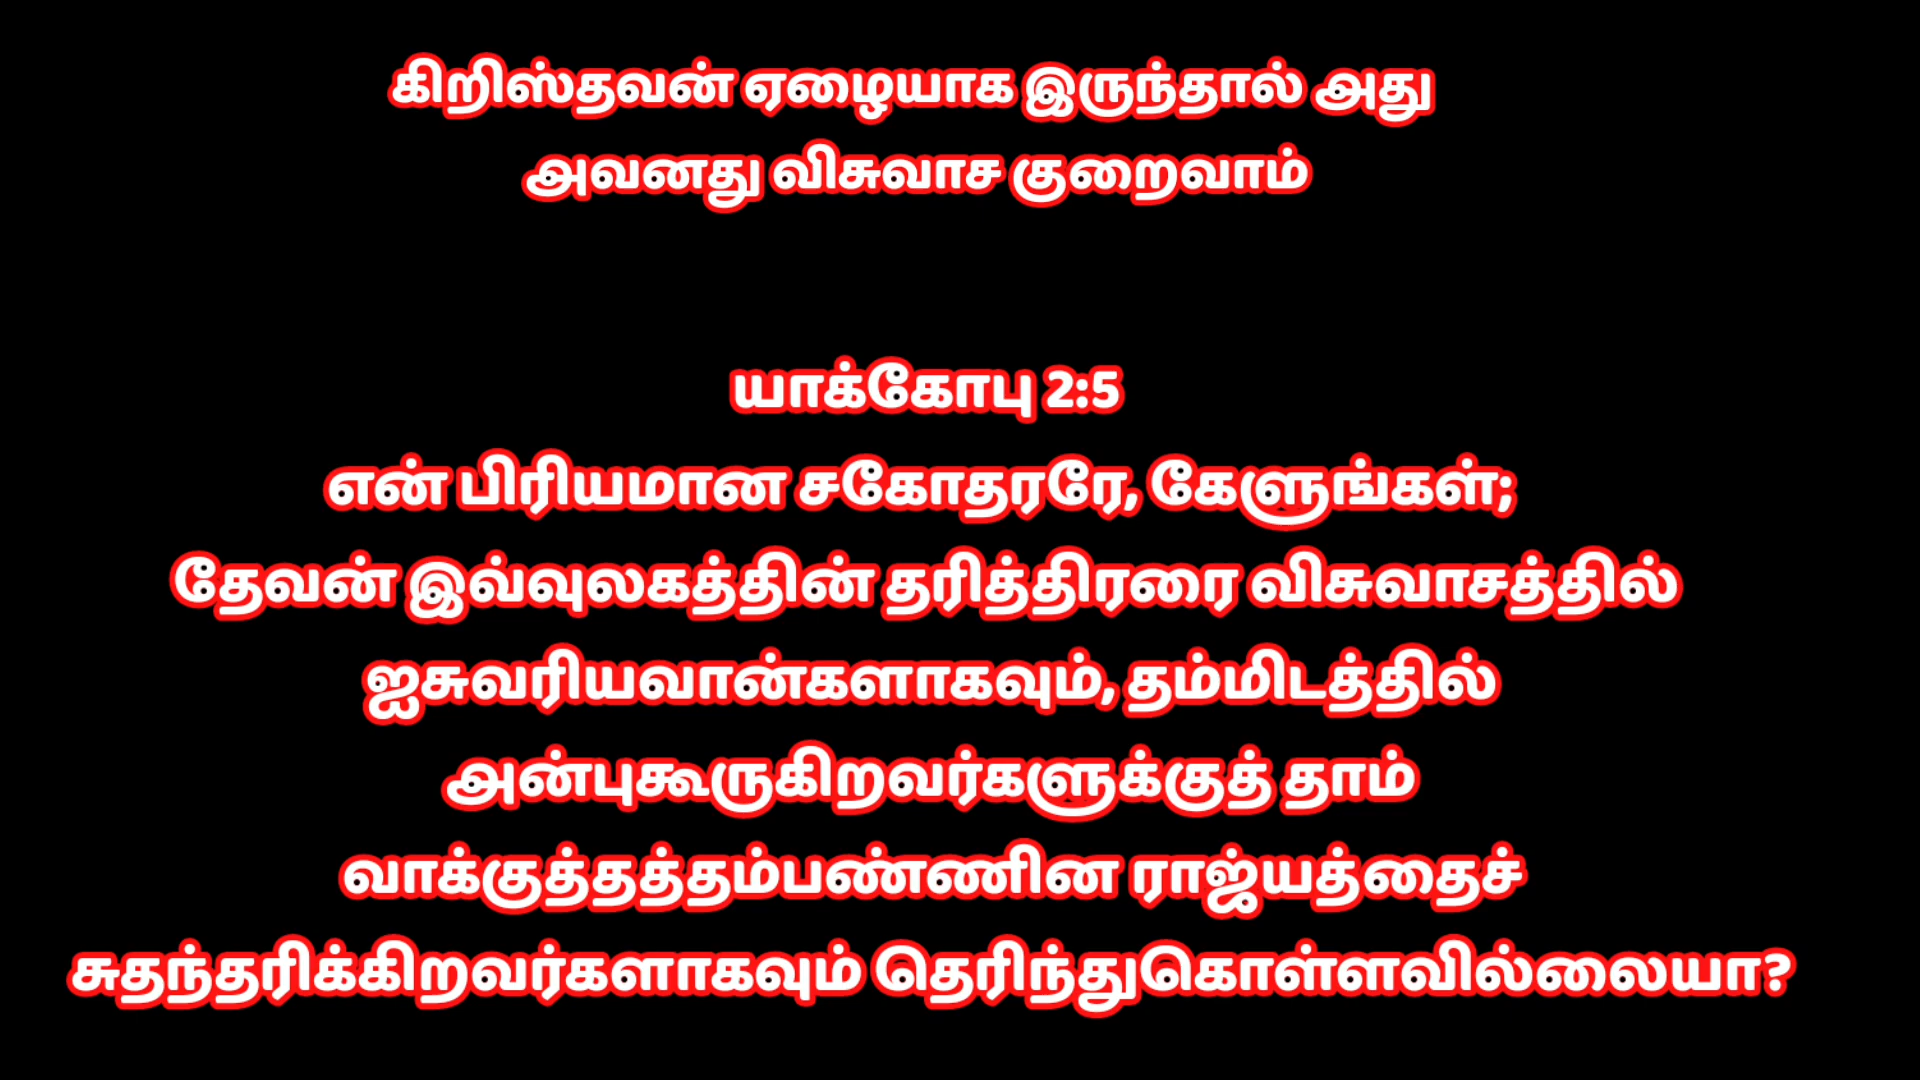 கிறிஸ்தவன் ஏழையாக இருந்தால் அது
அவனது விசுவாச குறைவாம்
யாக்கோபு 2:5
என் பிரியமான சகோதரரே, கேளுங்கள்;
தேவன் இவ்வுலகத்தின் தரித்திரரை விசுவாசத்தில்
ஐசுவரியவான்களாகவும், தம்மிடத்தில்
அன்புகூருகிறவர்களுக்குத் தாம்
வாக்குத்தத்தம்பண்ணின ராஜ்யத்தைச்
சுதந்தரிக்கிறவர்களாகவும் தெரிந்துகொள்ளவில்லையா?